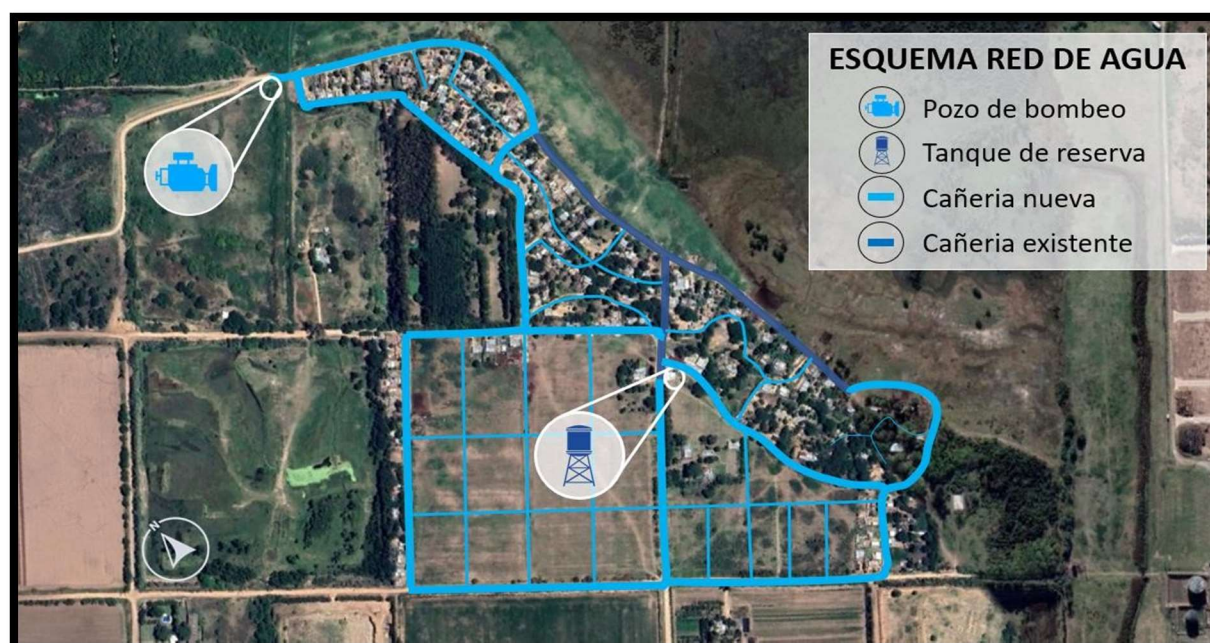 ESQUEMA RED DE AGUA
Pozo de bombeo
Tanque de reserva
Cañeria nueva
Cañeria existente
N